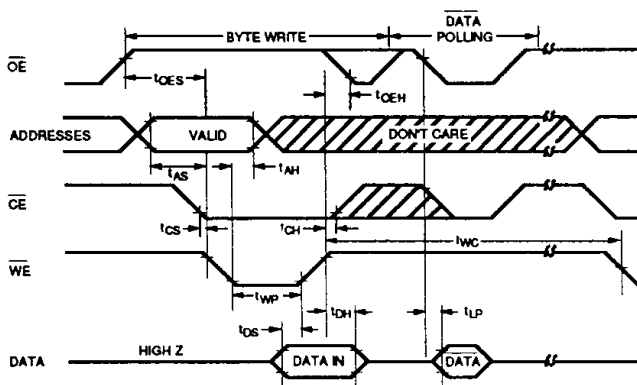 BYTE WRITE
DATA
POLLING
OE
tOES
tOEH
ADDRESSES
VALID
DON'T CARE
tAS
tAH
CE
tCS
tCH
tWC
WE
tWP
tDS
tDH
tLP
DATA
HIGH Z
DATA IN
DATA